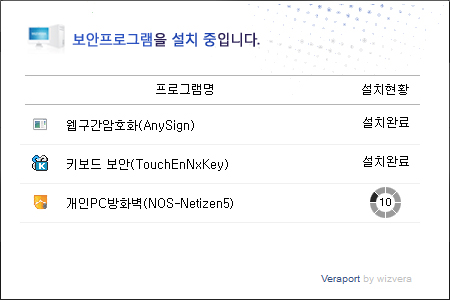 보안프로그램을 설치 중입니다.
프로그램명 설치현황
웹구간암호화(AnySign) 설치완료
키보드 보안(TouchEnNxKey) 설치완료
개인PC방화벽(NOS-Netizen5) 10
Veraport by wizvera